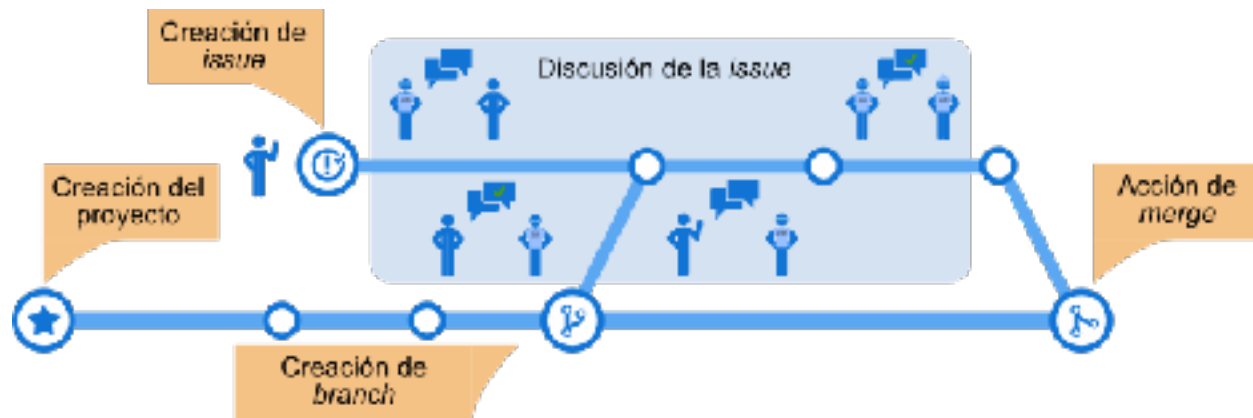 Creación de
issue
Discusión de la issue
Creación del
proyecto
Acción de
merge
Creación de
branch